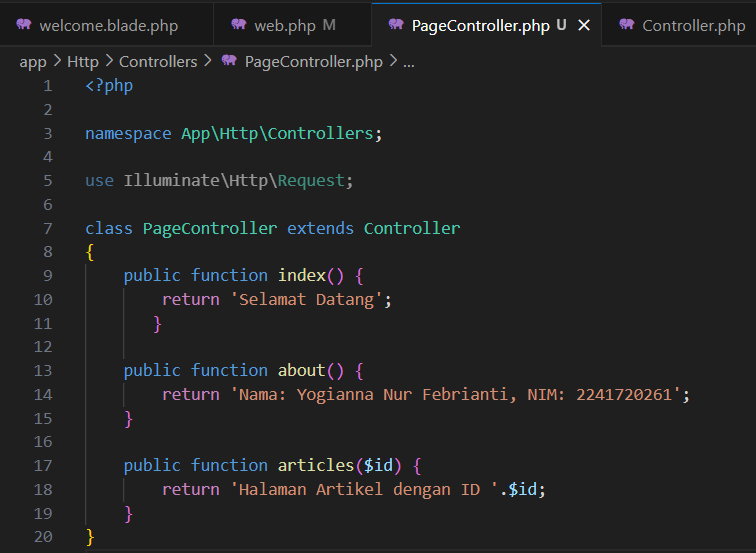 welcome.blade.php web.php M PageController.php U Controller.php
app > Http > Controllers > PageController.php > ...
1 <?php
2
3 namespace App\Http\Controllers;
4
5 use Illuminate\Http\Request;
6
7 class PageController extends Controller
8 {
9     public function index() {
10         return 'Selamat Datang';
11        }
12
13     public function about() {
14         return 'Nama: Yogianna Nur Febrianti, NIM: 2241720261';
15     }
16
17     public function articles($id) {
18         return 'Halaman Artikel dengan ID '.$id;
19     }
20 }